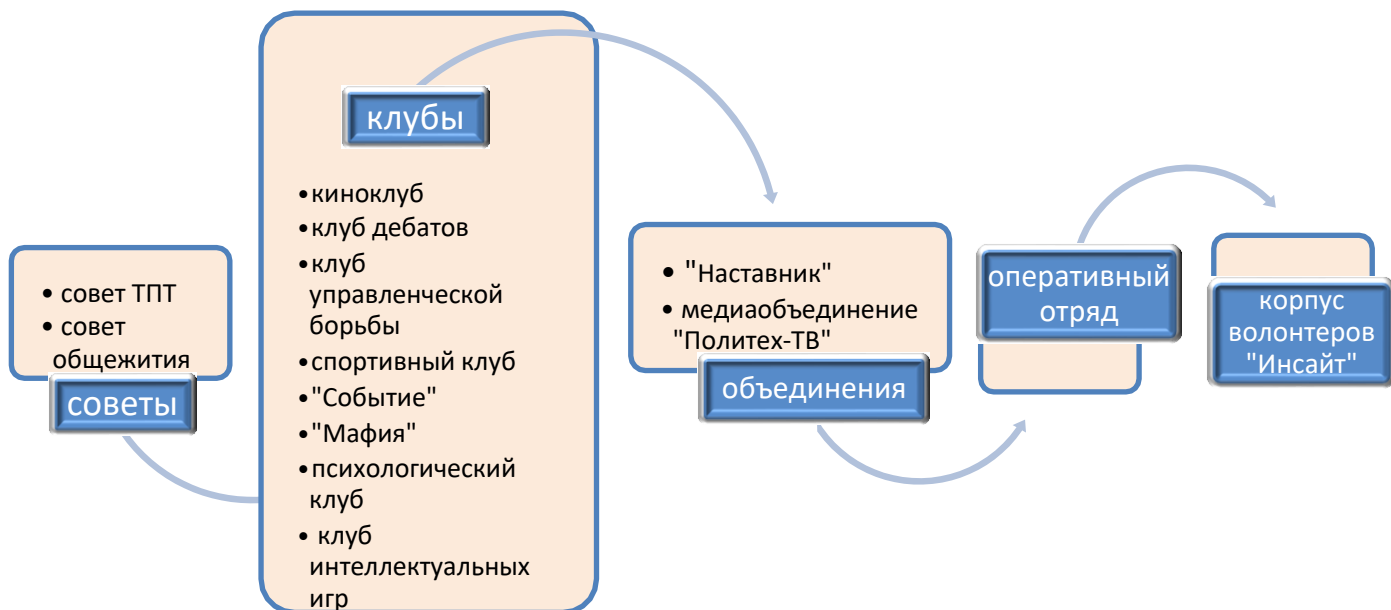 • совет ТПТ
• совет
общежития
советы
клубы
•киноклуб
•клуб дебатов
•клуб
управленческой
борьбы
•спортивный клуб
•"Событие"
•"Мафия"
•психологический
клуб
• клуб
интеллектуальных
игр
• "Наставник"
• медиаобъединение
"Политех-ТВ"
объединения
оперативный
отряд
корпус
волонтеров
"Инсайт"